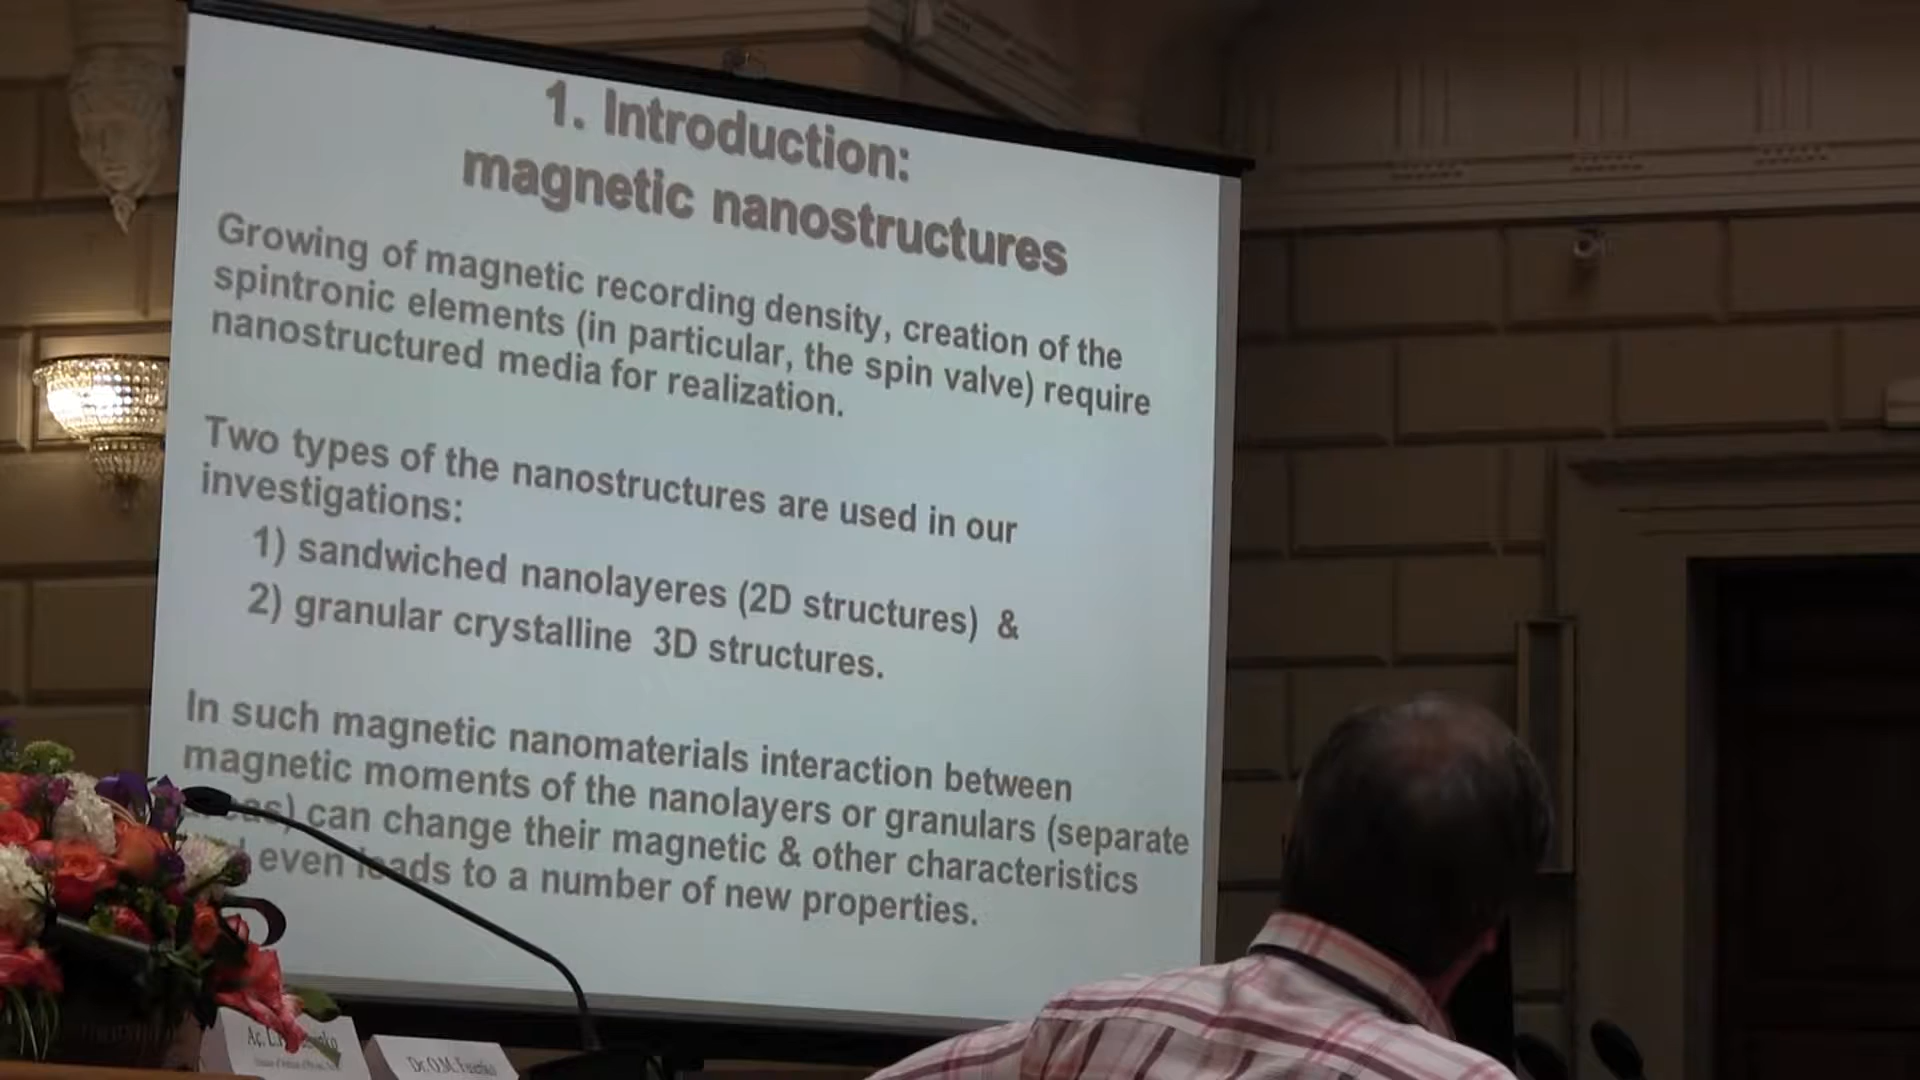 1. Introduction:
magnetic nanostructures
Growing of magnetic recording density, creation of the
spintronic elements (in particular, the spin valve) require
nanostructured media for realization.
Two types of the nanostructures are used in our
investigations:
1) sandwiched nanolayeres (2D structures) &
2) granular crystalline 3D structures.
In such magnetic nanomaterials interaction between
magnetic moments of the nanolayers or granulars (separate
can change their magnetic & other characteristics
even leads to a number of new properties.
Dr. O.M.